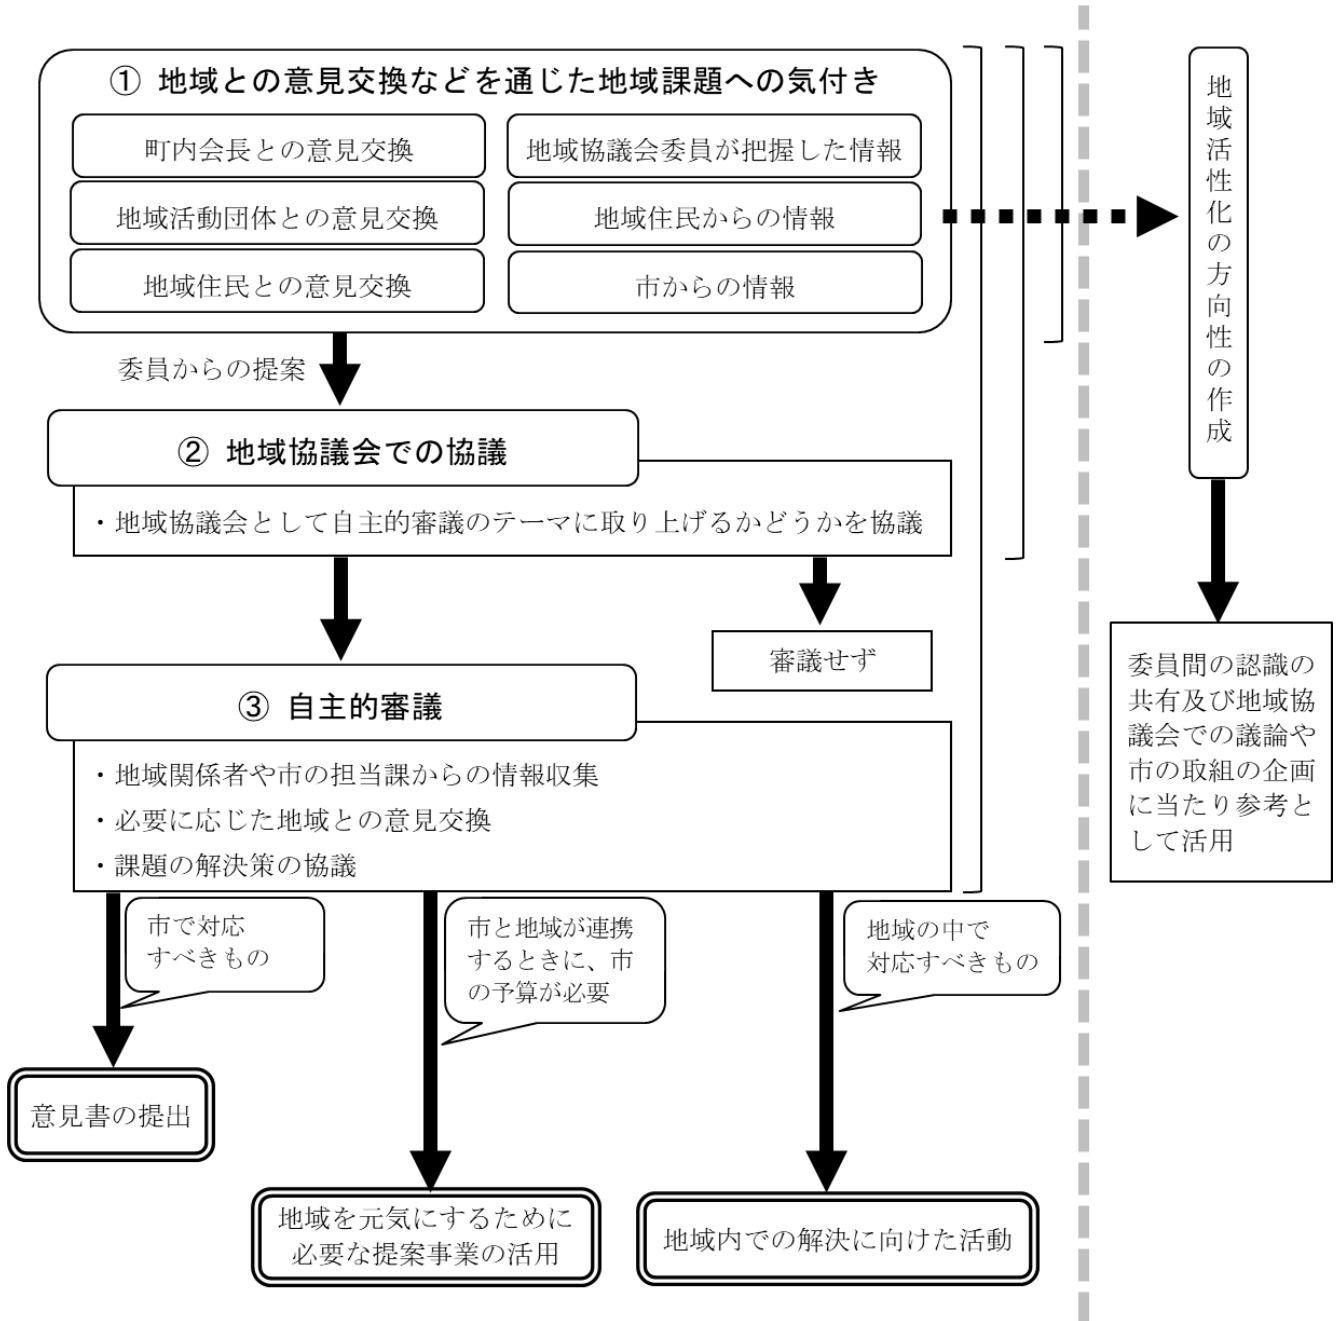 ① 地域との意見交換などを通じた地域課題への気付き
町内会長との意見交換
地域協議会委員が把握した情報
地域活動団体との意見交換
地域住民からの情報
地域住民との意見交換
市からの情報
委員からの提案
② 地域協議会での協議
・地域協議会として自主的審議のテーマに取り上げるかどうかを協議
審議せず
③ 自主的審議
・地域関係者や市の担当課からの情報収集
・必要に応じた地域との意見交換
・課題の解決策の協議
市で対応
すべきもの
市と地域が連携
するときに、市
の予算が必要
地域の中で
対応すべきもの
意見書の提出
地域を元気にするために
必要な提案事業の活用
地域内での解決に向けた活動
地域活性化の方向性の作成
委員間の認識の
共有及び地域協
議会での議論や
市の取組の企画
に当たり参考と
して活用